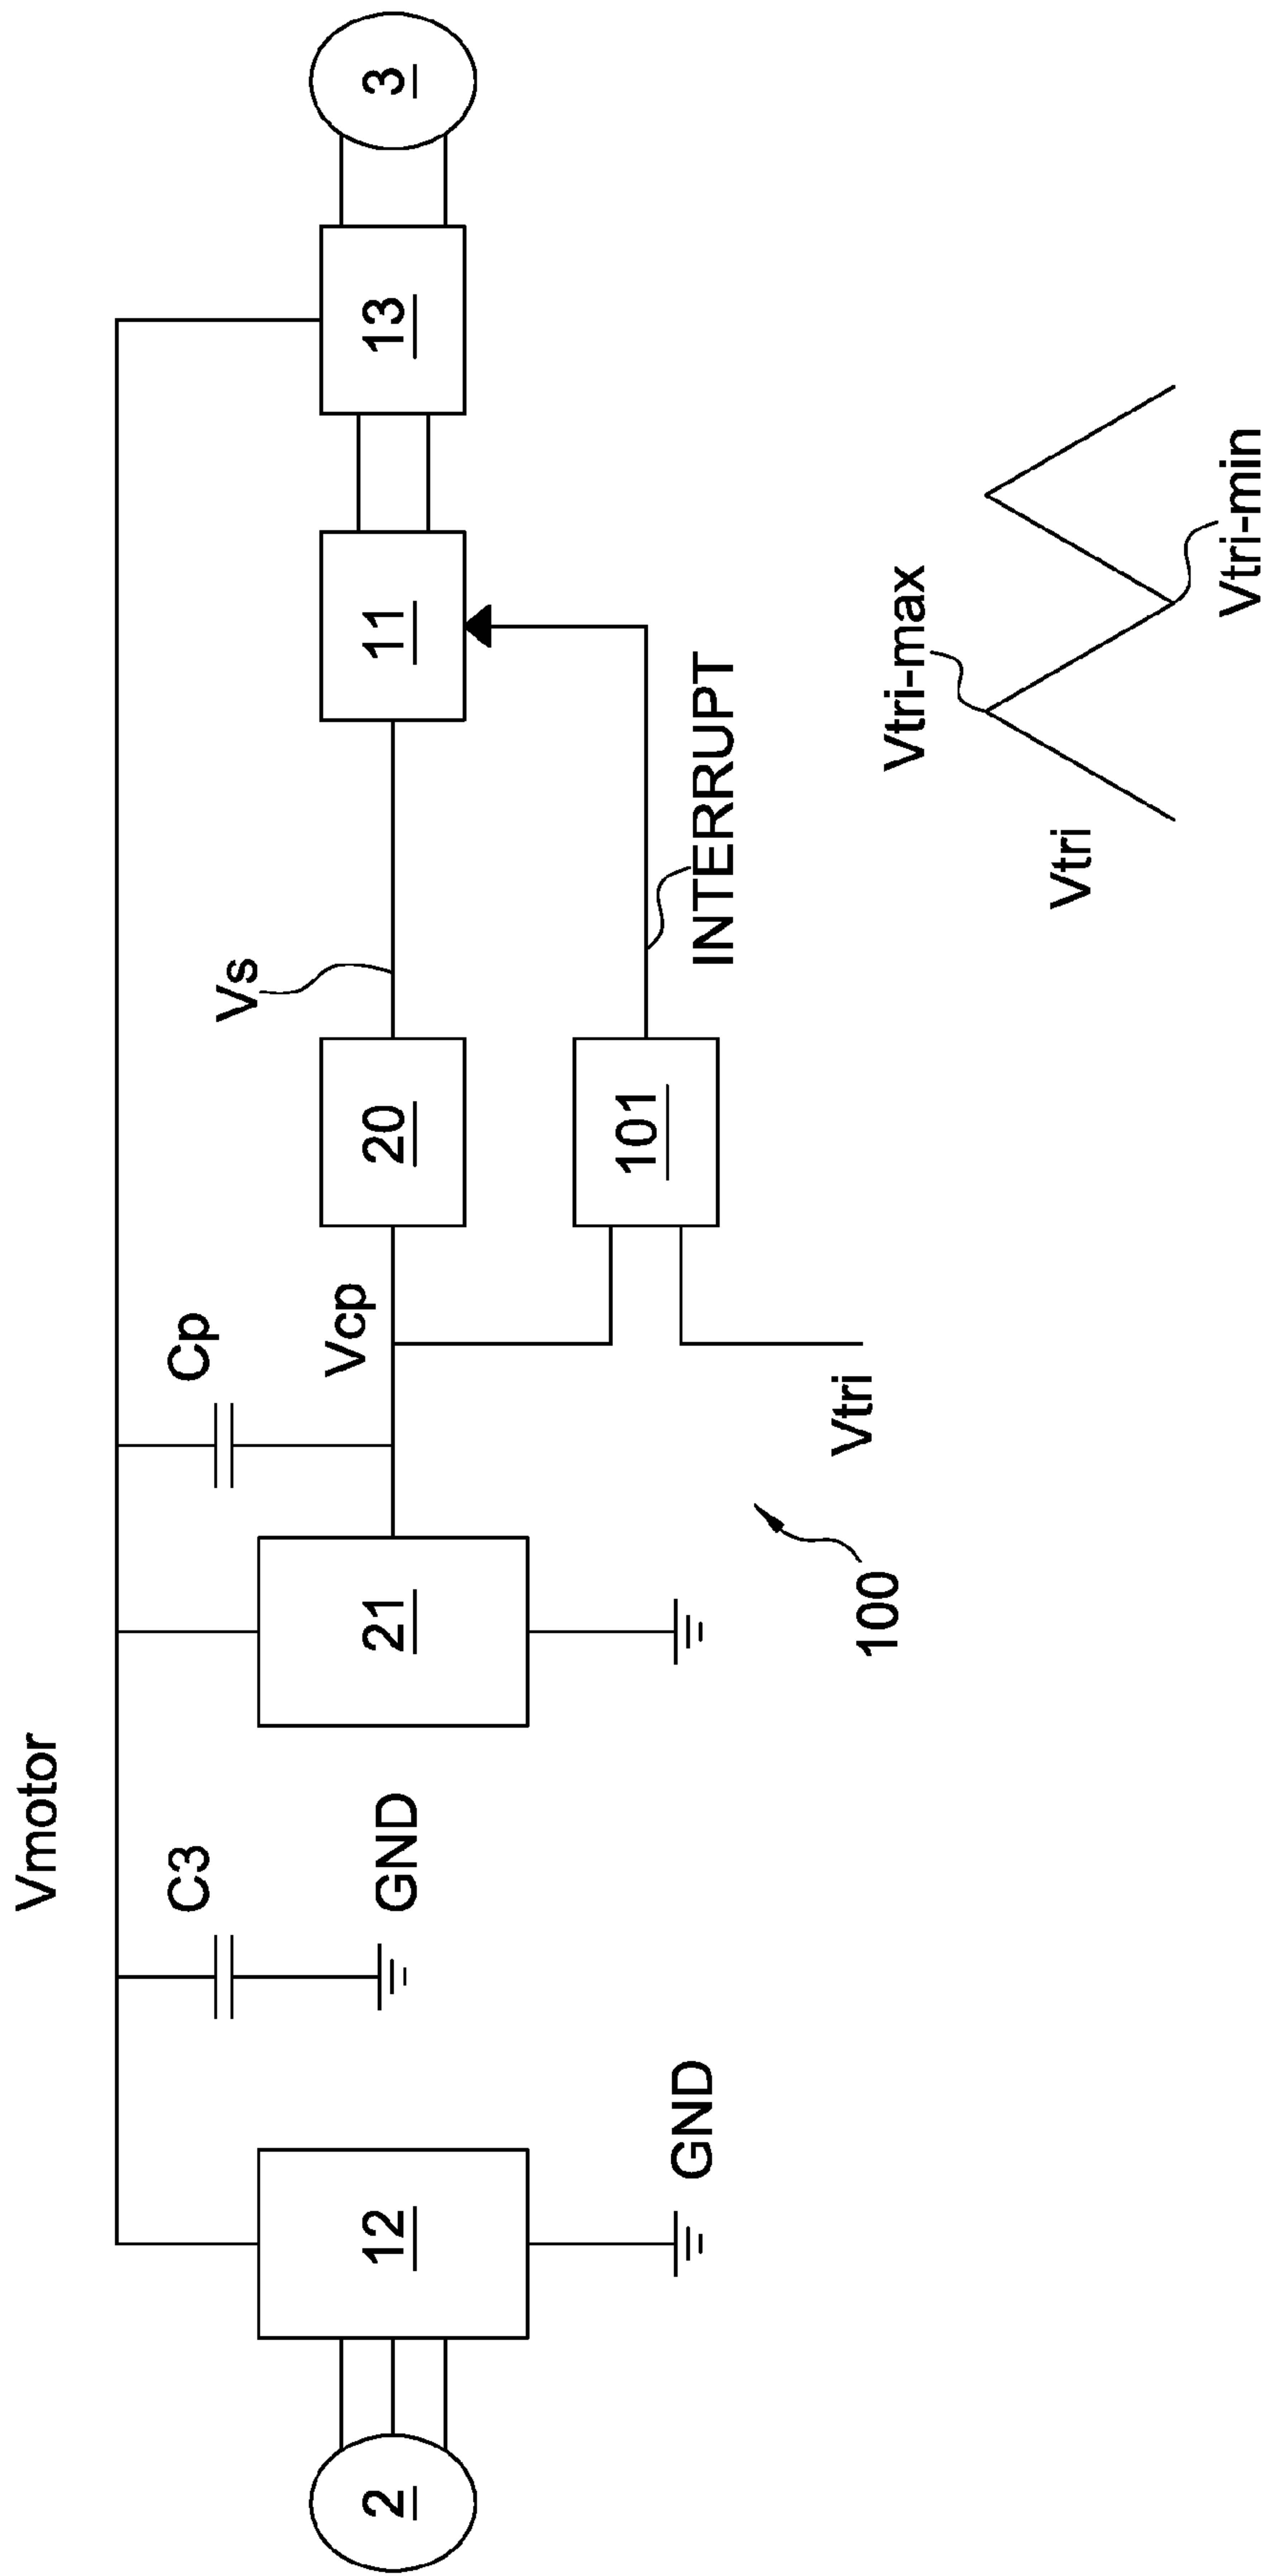 Vmotor
C3
Cp
Vs
2
12
GND
21
Vcp
20
11
13
3
GND
101
INTERRUPT
Vtri
100
Vtri-max
Vtri
Vtri-min